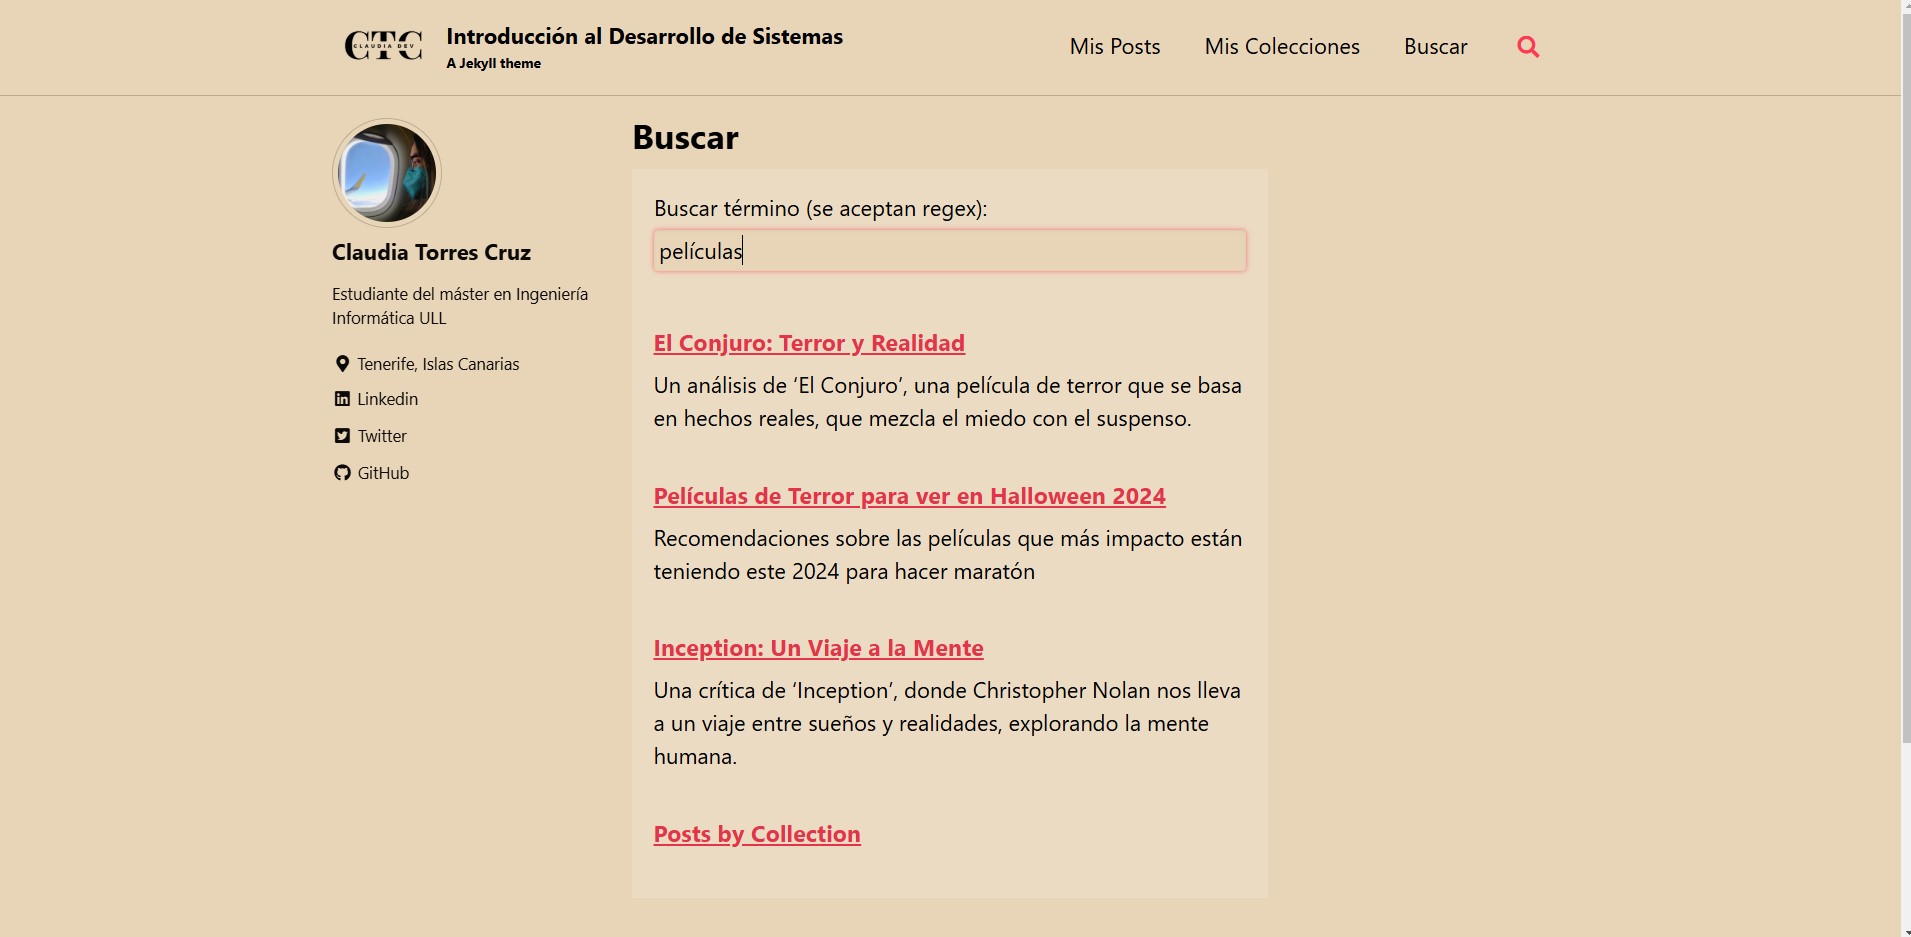 CTC
CLAUDIA DEV
Introducción al Desarrollo de Sistemas
A Jekyll theme
Mis Posts
Mis Colecciones
Buscar
Claudia Torres Cruz
Estudiante del máster en Ingeniería
Informática ULL
Tenerife, Islas Canarias
Linkedin
Twitter
GitHub
Buscar
Buscar término (se aceptan regex):
películas
El Conjuro: Terror y Realidad
Un análisis de ‘El Conjuro’, una película de terror que se basa
en hechos reales, que mezcla el miedo con el suspenso.
Películas de Terror para ver en Halloween 2024
Recomendaciones sobre las películas que más impacto están
teniendo este 2024 para hacer maratón
Inception: Un Viaje a la Mente
Una crítica de ‘Inception’, donde Christopher Nolan nos lleva
a un viaje entre sueños y realidades, explorando la mente
humana.
Posts by Collection